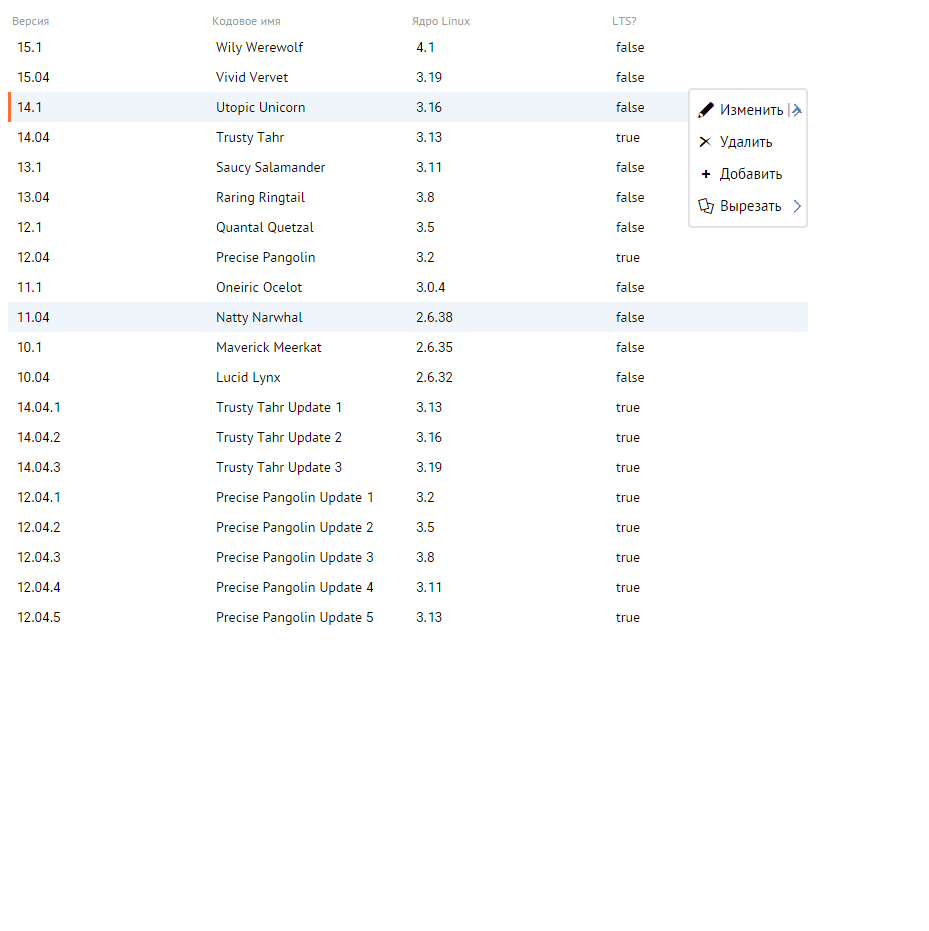 Версия Кодовое имя Ядро Linux LTS?
15.1 Wily Werewolf 4.1 false
15.04 Vivid Vervet 3.19 false
14.1 Utopic Unicorn 3.16 false Изменить
14.04 Trusty Tahr 3.13 true Удалить
13.1 Saucy Salamander 3.11 false Добавить
13.04 Raring Ringtail 3.8 false Вырезать
12.1 Quantal Quetzal 3.5 false
12.04 Precise Pangolin 3.2 true
11.1 Oneiric Ocelot 3.0.4 false
11.04 Natty Narwhal 2.6.38 false
10.1 Maverick Meerkat 2.6.35 false
10.04 Lucid Lynx 2.6.32 false
14.04.1 Trusty Tahr Update 1 3.13 true
14.04.2 Trusty Tahr Update 2 3.16 true
14.04.3 Trusty Tahr Update 3 3.19 true
12.04.1 Precise Pangolin Update 1 3.2 true
12.04.2 Precise Pangolin Update 2 3.5 true
12.04.3 Precise Pangolin Update 3 3.8 true
12.04.4 Precise Pangolin Update 4 3.11 true
12.04.5 Precise Pangolin Update 5 3.13 true